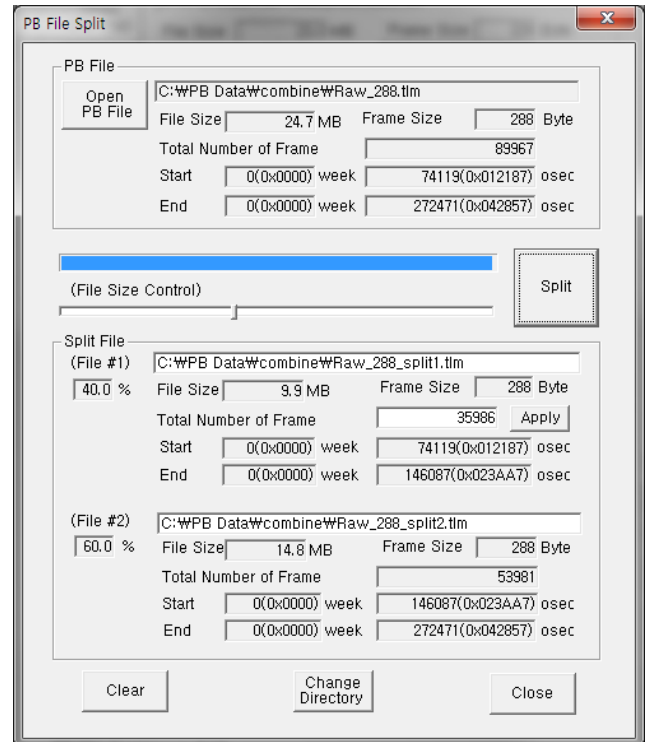 PB File Split
PB File
Open PB File
C:₩PB Data₩combine₩Raw_288.tlm
File Size 24.7 MB Frame Size 288 Byte
Total Number of Frame 89967
Start 0(0x0000) week 74119(0x012187) osec
End 0(0x0000) week 272471(0x042857) osec
(File Size Control)
Split
Split File
(File #1) C:₩PB Data₩combine₩Raw_288_split1.tlm
40.0 % File Size 9.9 MB Frame Size 288 Byte
Total Number of Frame 35986 Apply
Start 0(0x0000) week 74119(0x012187) osec
End 0(0x0000) week 146087(0x023AA7) osec
(File #2) C:₩PB Data₩combine₩Raw_288_split2.tlm
60.0 % File Size 14.8 MB Frame Size 288 Byte
Total Number of Frame 53981
Start 0(0x0000) week 146087(0x023AA7) osec
End 0(0x0000) week 272471(0x042857) osec
Clear Change Directory Close